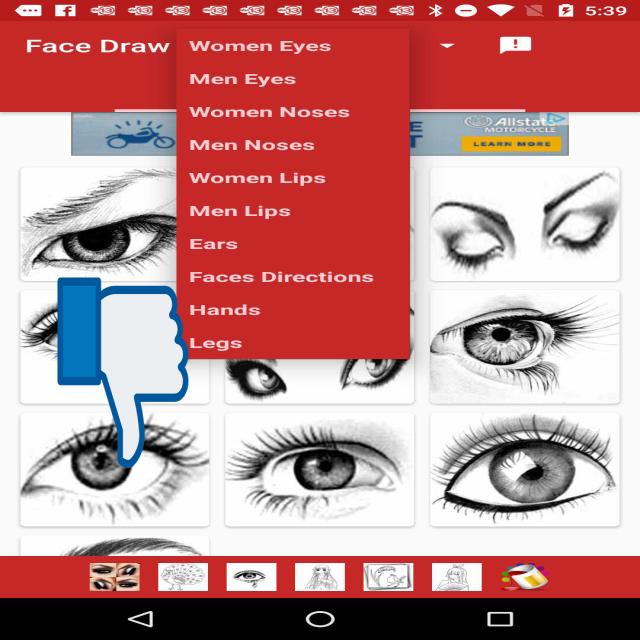 5:39
Face Draw
Women Eyes
Men Eyes
Women Noses
Men Noses
Women Lips
Men Lips
Ears
Faces Directions
Hands
Legs
Allstat
MOTORCYCLE
LEARN MORE